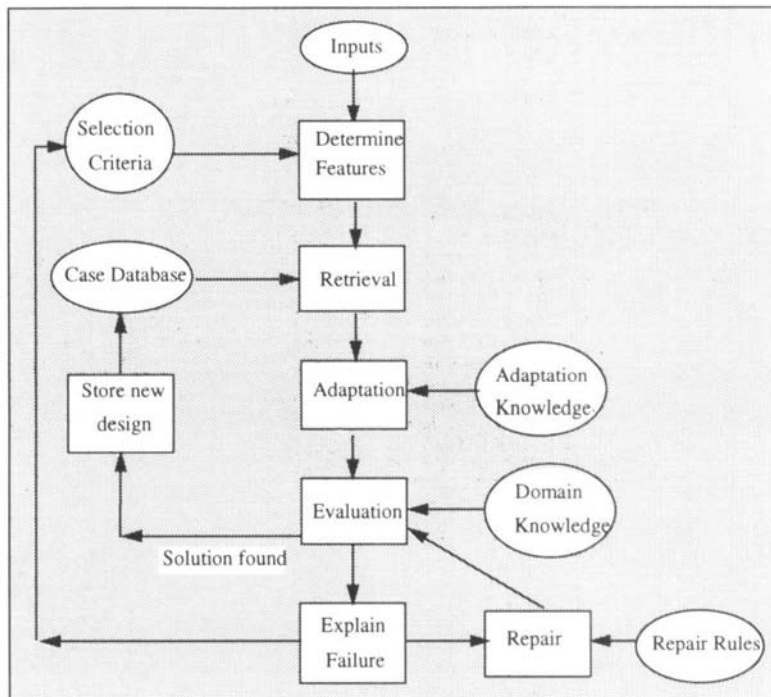 Inputs
Selection
Criteria
Determine
Features
Case Database
Retrieval
Store new
design
Adaptation
Adaptation
Knowledge
Evaluation
Domain
Knowledge
Solution found
Explain
Failure
Repair
Repair Rules